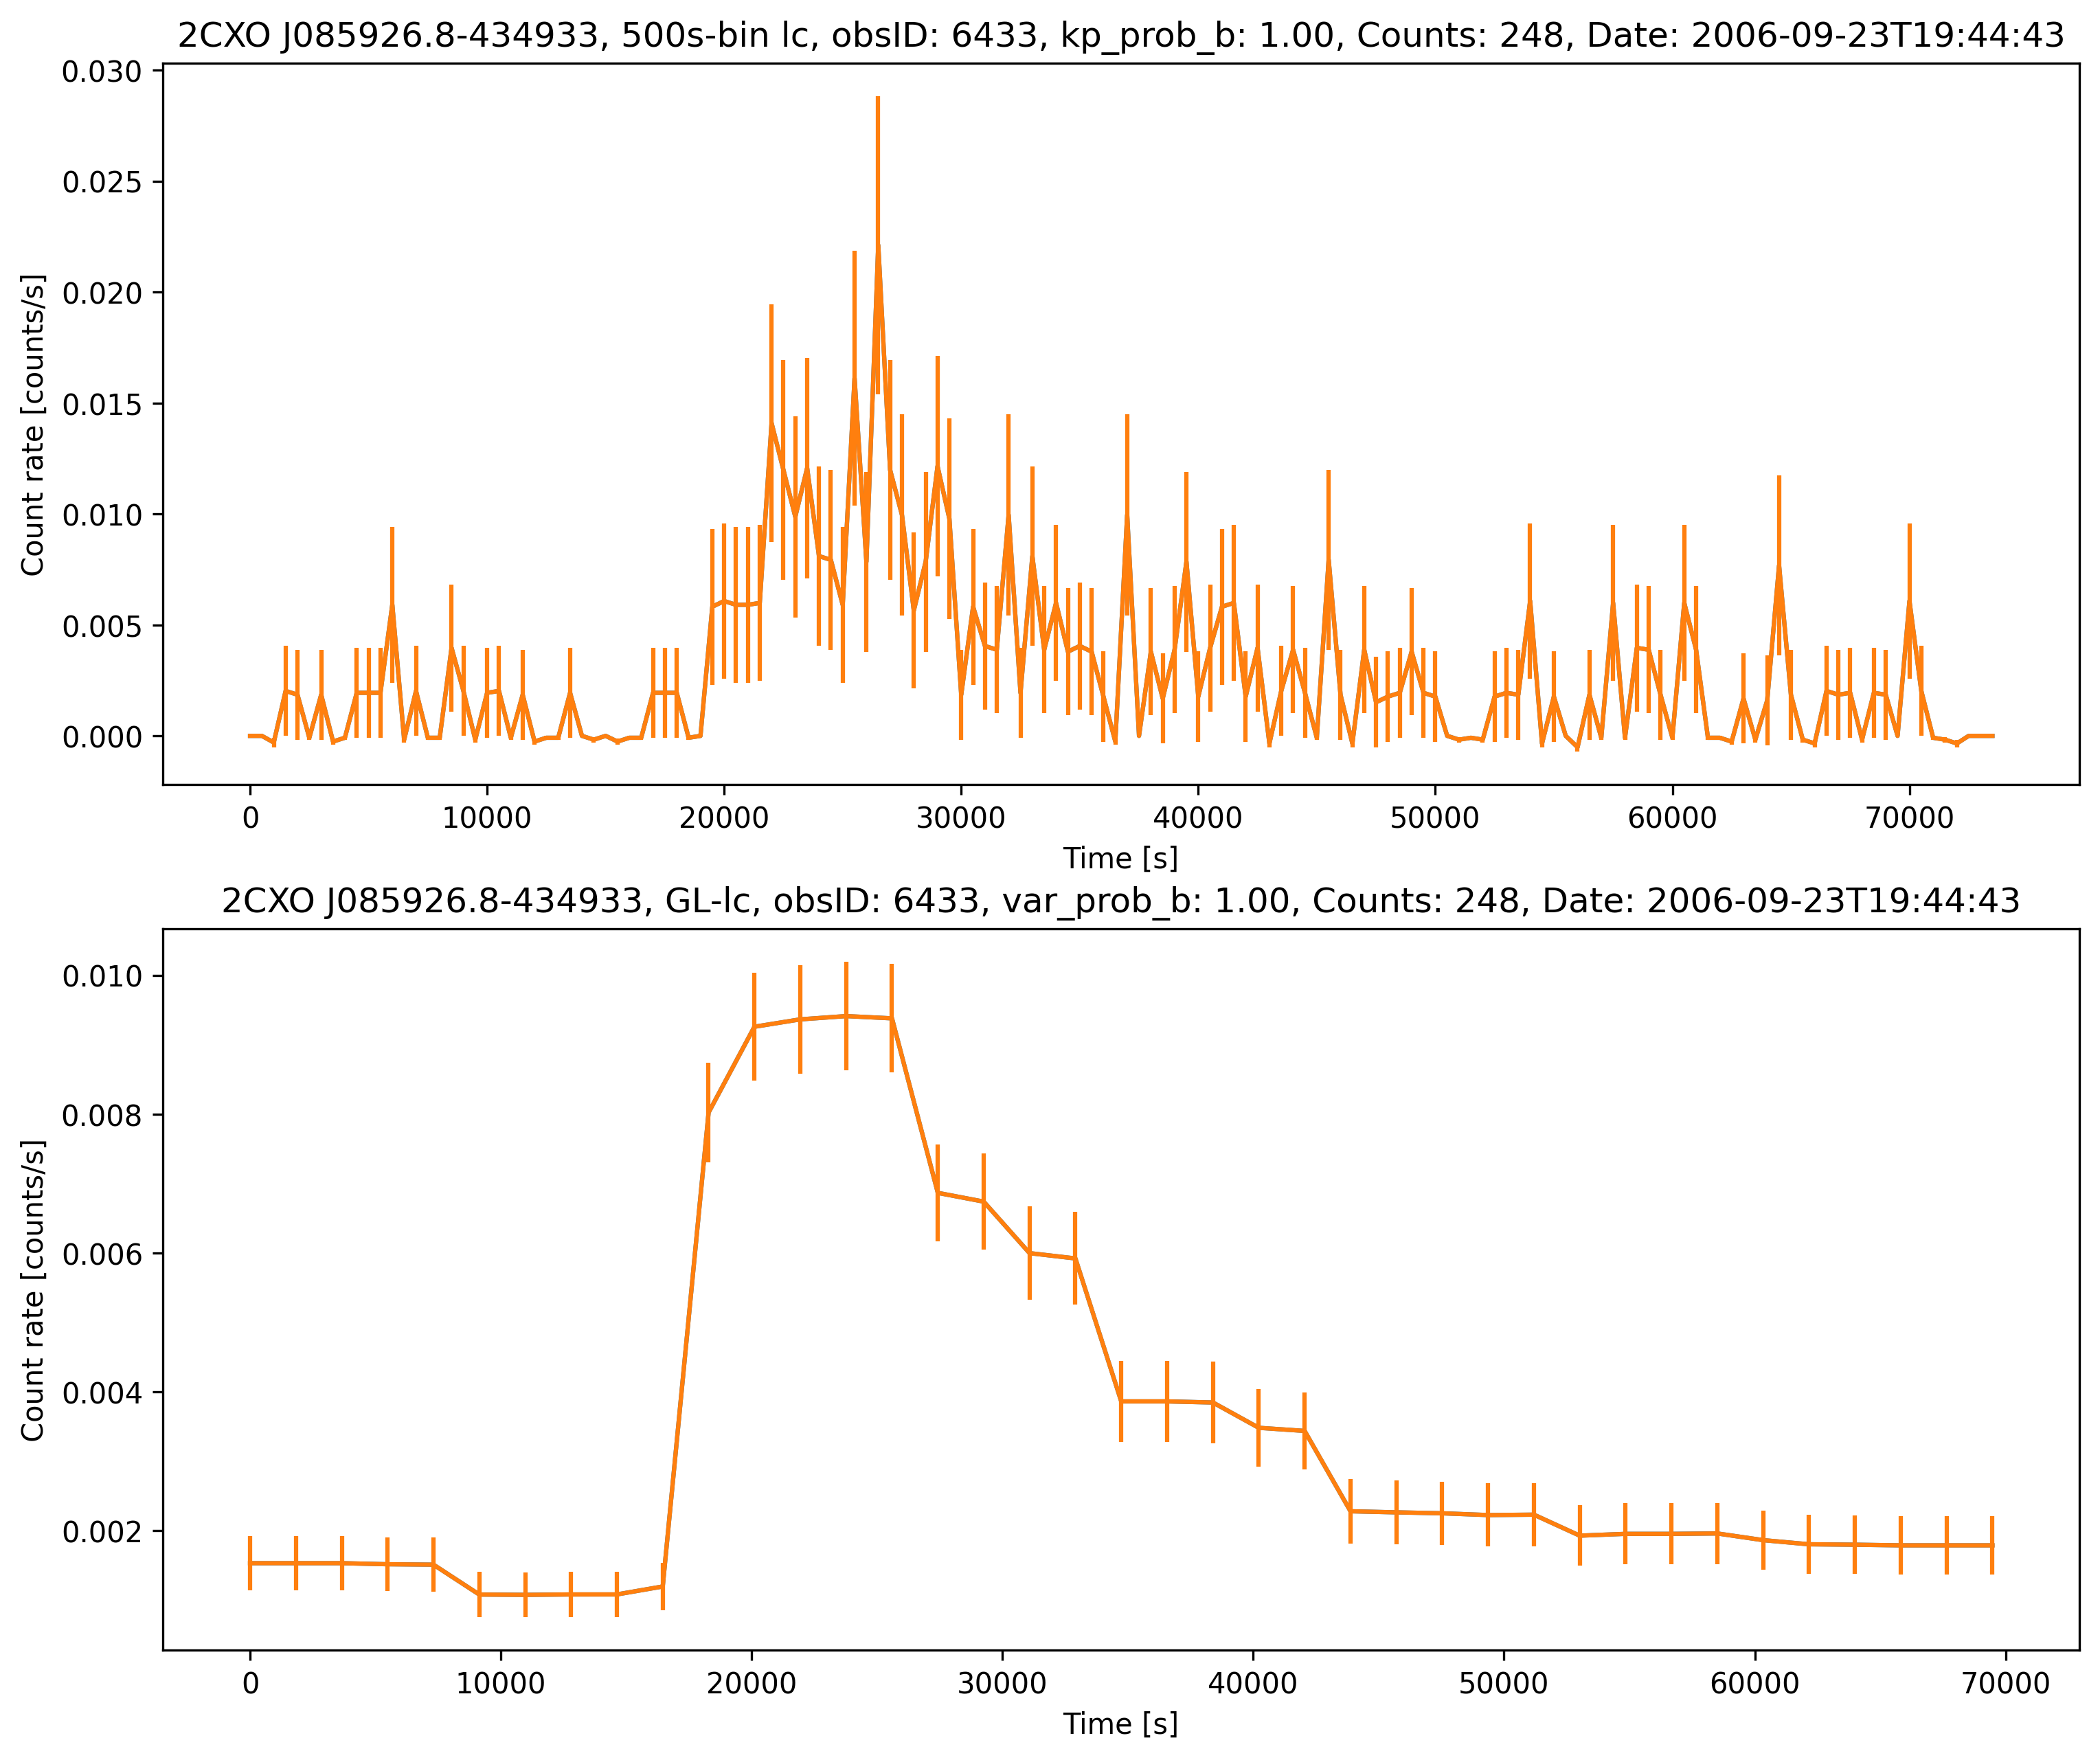 2CXO J085926.8-434933, 500s-bin lc, obsID: 6433, kp_prob_b: 1.00, Counts: 248, Date: 2006-09-23T19:44:43
0.030
0.025
0.020
0.015
0.010
0.005
0.000
Count rate [counts/s]
0 10000 20000 30000 40000 50000 60000 70000
Time [s]
2CXO J085926.8-434933, GL-lc, obsID: 6433, var_prob_b: 1.00, Counts: 248, Date: 2006-09-23T19:44:43
0.010
0.008
0.006
0.004
0.002
Count rate [counts/s]
0 10000 20000 30000 40000 50000 60000 70000
Time [s]